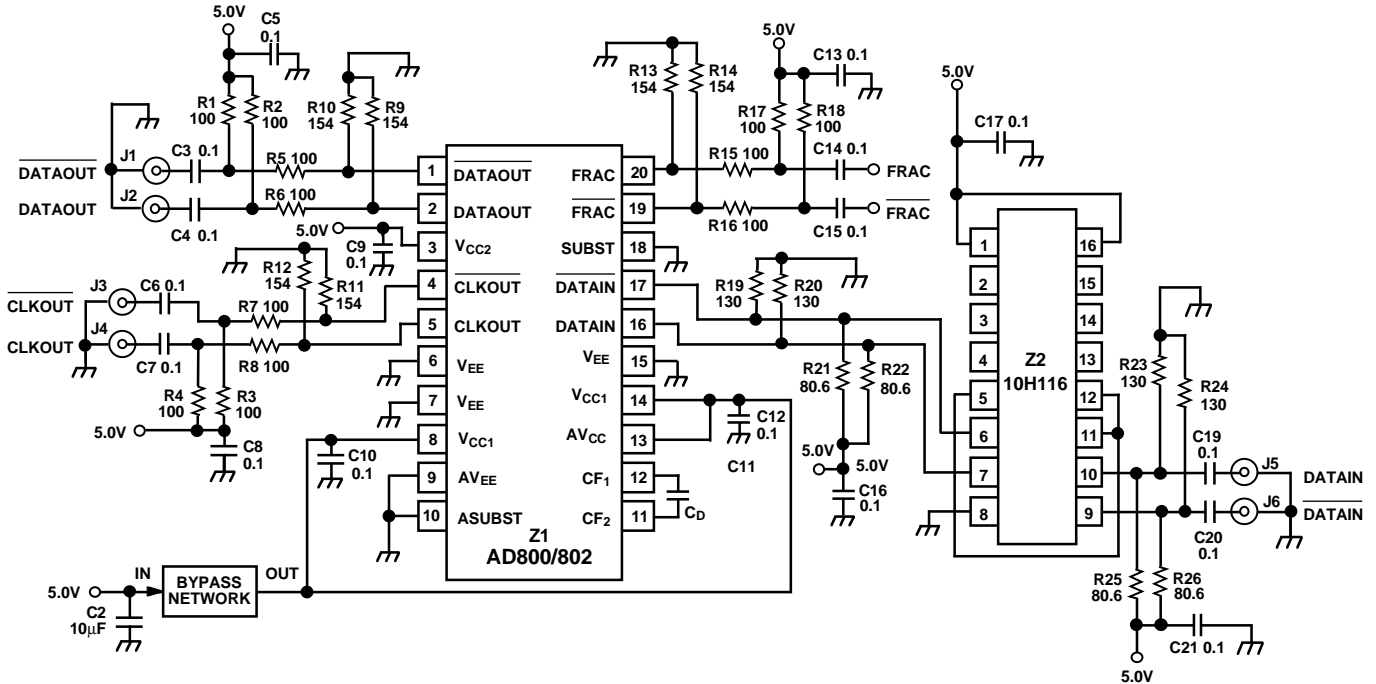 5.0V
C5
0.1
R1
100
R2
100
R10
154
R9
154
DATAOUT
J1
C3 0.1
R5 100
DATAOUT
J2
C4 0.1
R6 100
5.0V
C9
0.1
R12
154
R11
154
CLKOUT
J3
C6 0.1
R7 100
CLKOUT
J4
C7 0.1
R8 100
R4
100
R3
100
5.0V
C8
0.1
C10
0.1
5.0V
IN
BYPASS
NETWORK
OUT
C2
10µF
1 DATAOUT
2 DATAOUT
3 VCC2
4 CLKOUT
5 CLKOUT
6 VEE
7 VEE
8 VCC1
9 AVEE
10 ASUBST
FRAC 20
FRAC 19
SUBST 18
DATAIN 17
DATAIN 16
VEE 15
VCC1 14
AVCC 13
CF1 12
CF2 11
Z1
AD800/802
R13
154
R14
154
5.0V
C13 0.1
R17
100
R18
100
R15 100
C14 0.1
FRAC
R16 100
C15 0.1
FRAC
R19
130
R20
130
R21
80.6
R22
80.6
C12
0.1
C11
CD
5.0V
5.0V
C16
0.1
5.0V
C17 0.1
1
2
3
4
5
6
7
8
16
15
14
13
12
11
10
9
Z2
10H116
R23
130
R24
130
C19
0.1
J5
DATAIN
J6
DATAIN
C20
0.1
R25
80.6
R26
80.6
C21 0.1
5.0V